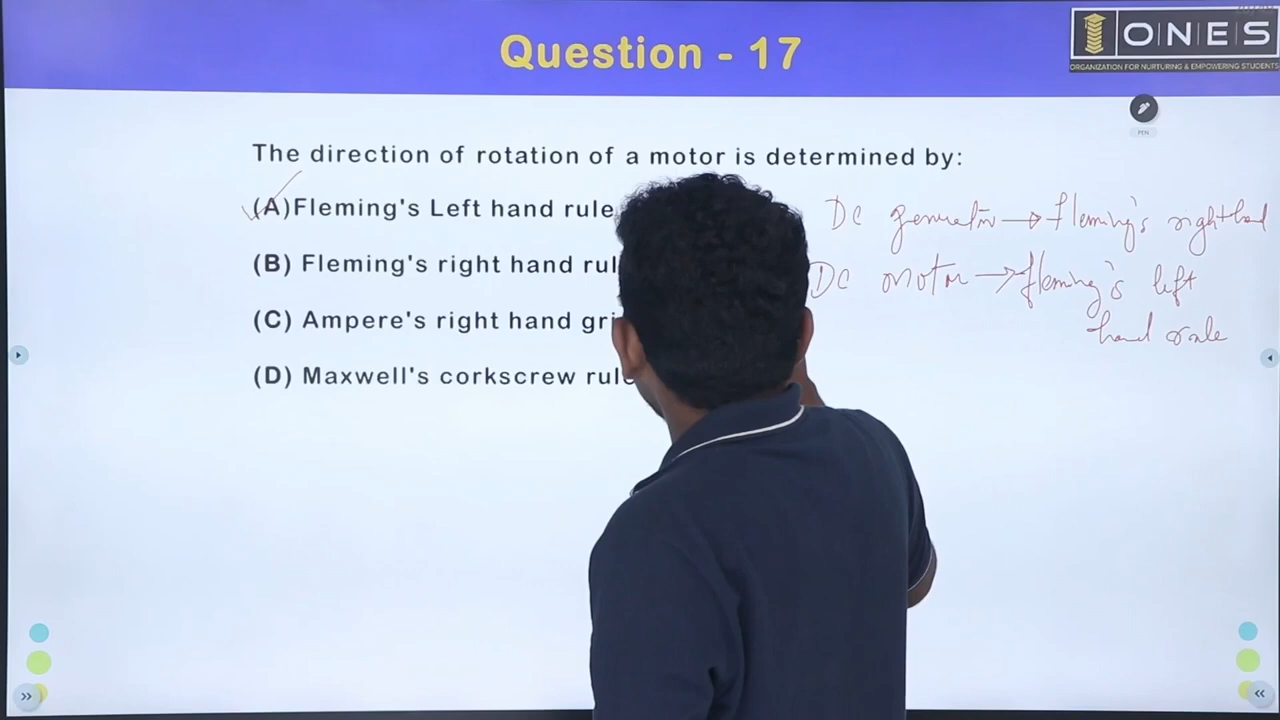 Question - 17
ONES
ORGANIZATION FOR NURTURING & EMPOWERING STUDENTS
PEN
The direction of rotation of a motor is determined by:
(A)Fleming's Left hand rule
(B) Fleming's right hand rul
(C) Ampere's right hand gri
(D) Maxwell's corkscrew rule
DC generator → fleming's right
DC motor → fleming's left
hand rule